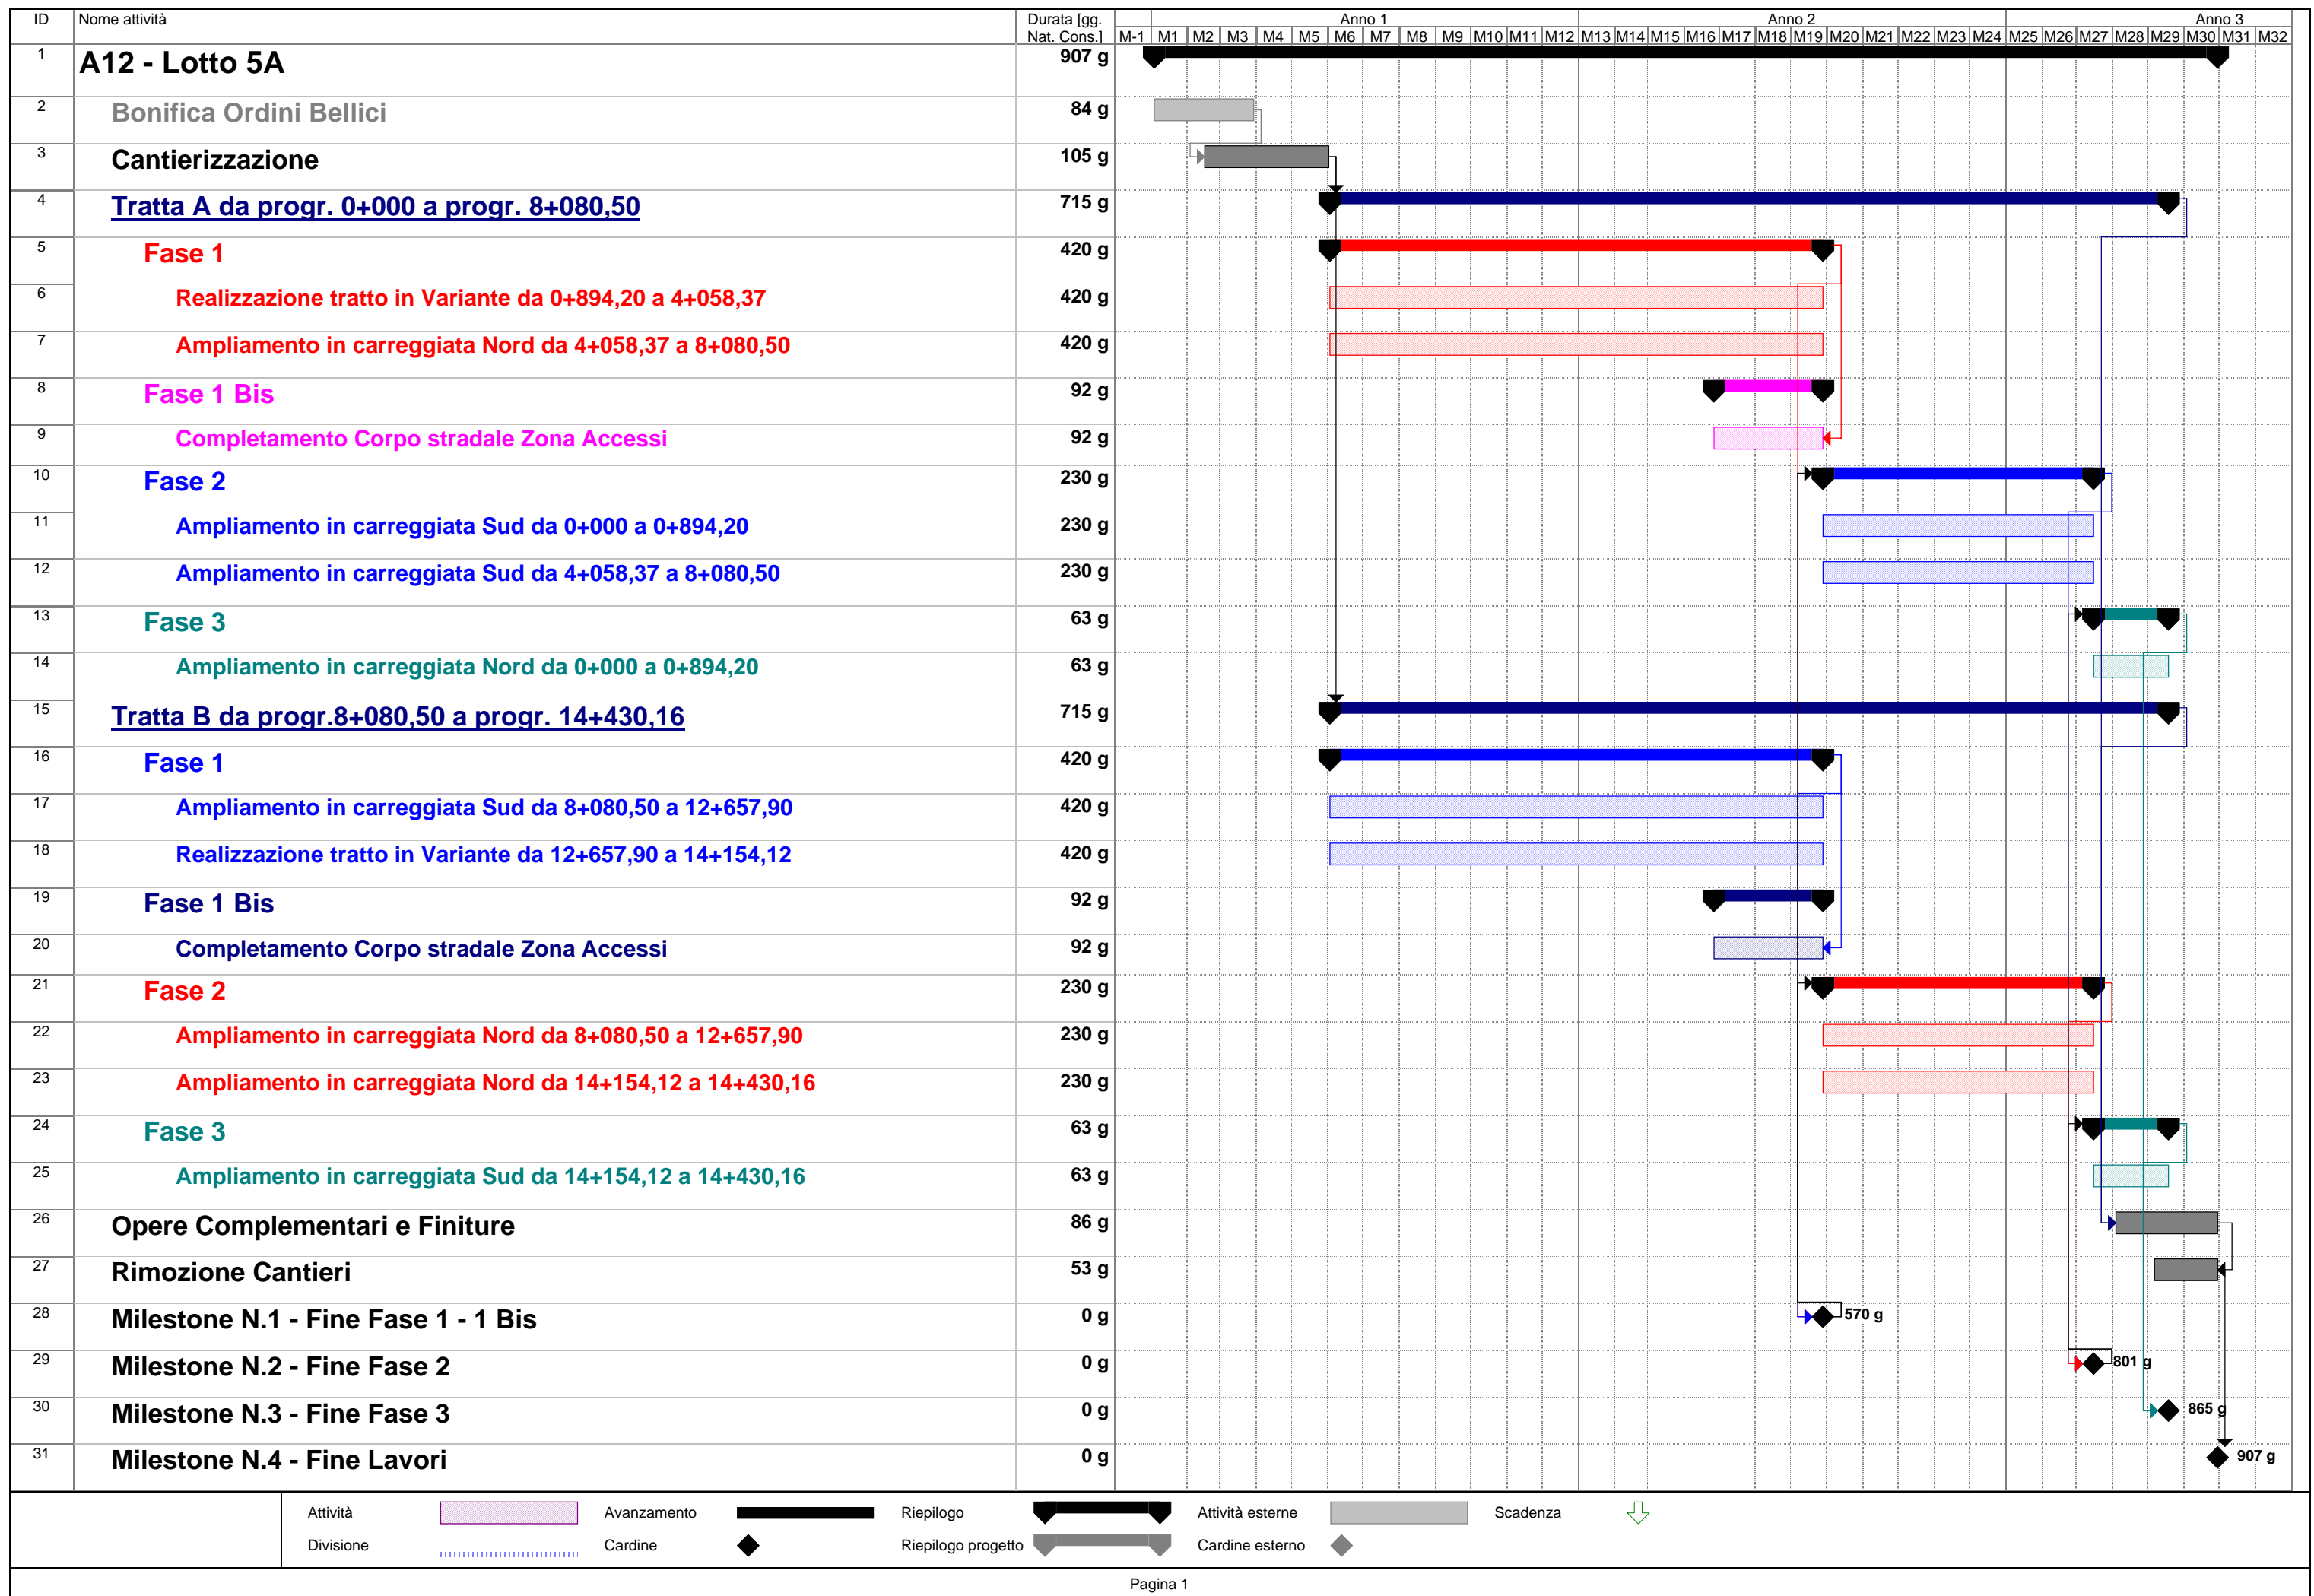 ID Nome attività Durata [gg. Anno 1 Anno 2 Anno 3
Nat. Cons.] M-1 M1 M2 M3 M4 M5 M6 M7 M8 M9 M10 M11 M12 M13 M14 M15 M16 M17 M18 M19 M20 M21 M22 M23 M24 M25 M26 M27 M28 M29 M30 M31 M32
1 A12 - Lotto 5A 907 g
2 Bonifica Ordini Bellici 84 g
3 Cantierizzazione 105 g
4 Tratta A da progr. 0+000 a progr. 8+080,50 715 g
5 Fase 1 420 g
6 Realizzazione tratto in Variante da 0+894,20 a 4+058,37 420 g
7 Ampliamento in carreggiata Nord da 4+058,37 a 8+080,50 420 g
8 Fase 1 Bis 92 g
9 Completamento Corpo stradale Zona Accessi 92 g
10 Fase 2 230 g
11 Ampliamento in carreggiata Sud da 0+000 a 0+894,20 230 g
12 Ampliamento in carreggiata Sud da 4+058,37 a 8+080,50 230 g
13 Fase 3 63 g
14 Ampliamento in carreggiata Nord da 0+000 a 0+894,20 63 g
15 Tratta B da progr.8+080,50 a progr. 14+430,16 715 g
16 Fase 1 420 g
17 Ampliamento in carreggiata Sud da 8+080,50 a 12+657,90 420 g
18 Realizzazione tratto in Variante da 12+657,90 a 14+154,12 420 g
19 Fase 1 Bis 92 g
20 Completamento Corpo stradale Zona Accessi 92 g
21 Fase 2 230 g
22 Ampliamento in carreggiata Nord da 8+080,50 a 12+657,90 230 g
23 Ampliamento in carreggiata Nord da 14+154,12 a 14+430,16 230 g
24 Fase 3 63 g
25 Ampliamento in carreggiata Sud da 14+154,12 a 14+430,16 63 g
26 Opere Complementari e Finiture 86 g
27 Rimozione Cantieri 53 g
28 Milestone N.1 - Fine Fase 1 - 1 Bis 0 g 570 g
29 Milestone N.2 - Fine Fase 2 0 g 801 g
30 Milestone N.3 - Fine Fase 3 0 g 865 g
31 Milestone N.4 - Fine Lavori 0 g 907 g
Attività Avanzamento Riepilogo Attività esterne Scadenza
Divisione Cardine Riepilogo progetto Cardine esterno
Pagina 1